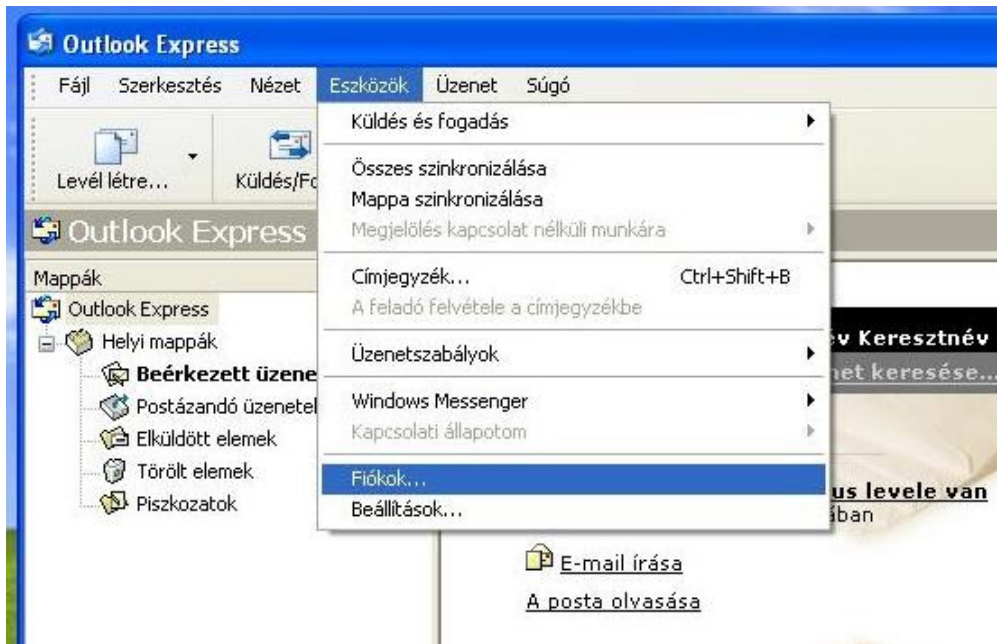 Outlook Express
Fájl Szerkesztés Nézet Eszközök Üzenet Súgó
Levél létre... Küldés/Fo
Küldés és fogadás
Összes szinkronizálása
Mappa szinkronizálása
Megjelölés kapcsolat nélküli munkára
Címjegyzék... Ctrl+Shift+B
A feladó felvétele a címjegyzékbe
Üzenetszabályok
Windows Messenger
Kapcsolati állapotom
Fiókok...
Beállítások...
Outlook Express
Mappák
Outlook Express
Helyi mappák
Beérkezett üzene
Postázandó üzenetel
Elküldött elemek
Törölt elemek
Piszkozatok
év Keresztnév
net keresése...
us levele van
ában
E-mail írása
A posta olvasása